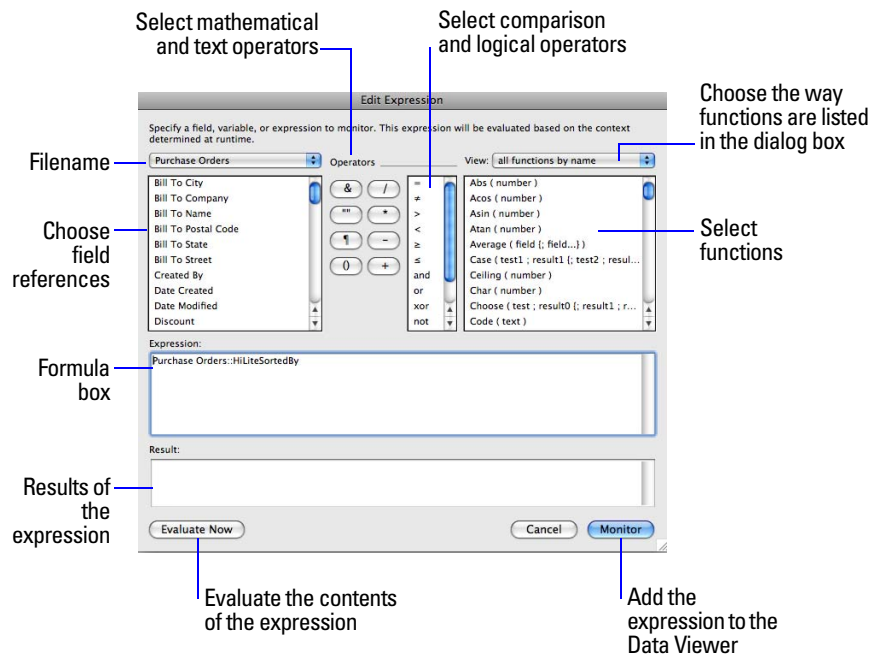 Select mathematical
and text operators
Select comparison
and logical operators
Choose the way
functions are listed
in the dialog box
Edit Expression
Specify a field, variable, or expression to monitor. This expression will be evaluated based on the context
determined at runtime.
Filename
Purchase Orders
Operators
View: all functions by name
Choose
field
references
Bill To City
Bill To Company
Bill To Name
Bill To Postal Code
Bill To State
Bill To Street
Created By
Date Created
Date Modified
Discount
& /
"" *
¶ -
() +
=
≠
>
<
≥
≤
and
or
xor
not
Abs ( number )
Acos ( number )
Asin ( number )
Atan ( number )
Average ( field {; field...} )
Case ( test1 ; result1 {; test2 ; resul...
Ceiling ( number )
Char ( number )
Choose ( test ; result0 {; result1 ; r...
Code ( text )
Select
functions
Expression:
Formula
box
Purchase Orders::HiLiteSortedBy
Result:
Results of
the
expression
Evaluate Now
Cancel
Monitor
Evaluate the contents
of the expression
Add the
expression to the
Data Viewer